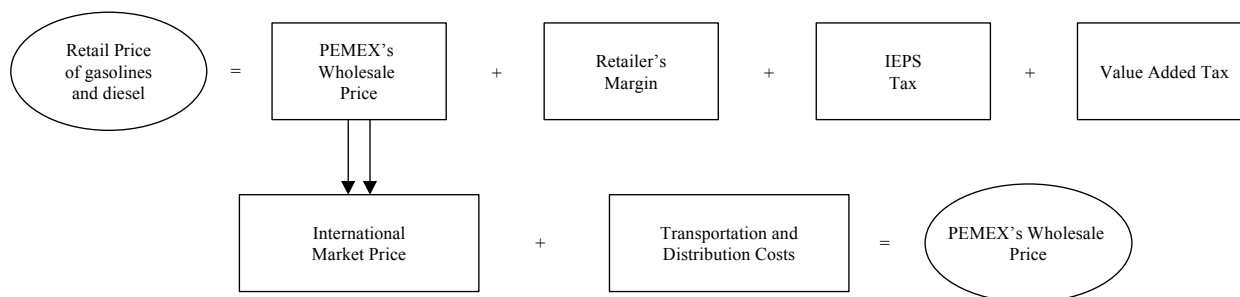 Retail Price
of gasolines
and diesel
=
PEMEX's
Wholesale
Price
+
Retailer's
Margin
+
IEPS
Tax
+
Value Added Tax
International
Market Price
+
Transportation and
Distribution Costs
=
PEMEX's Wholesale
Price